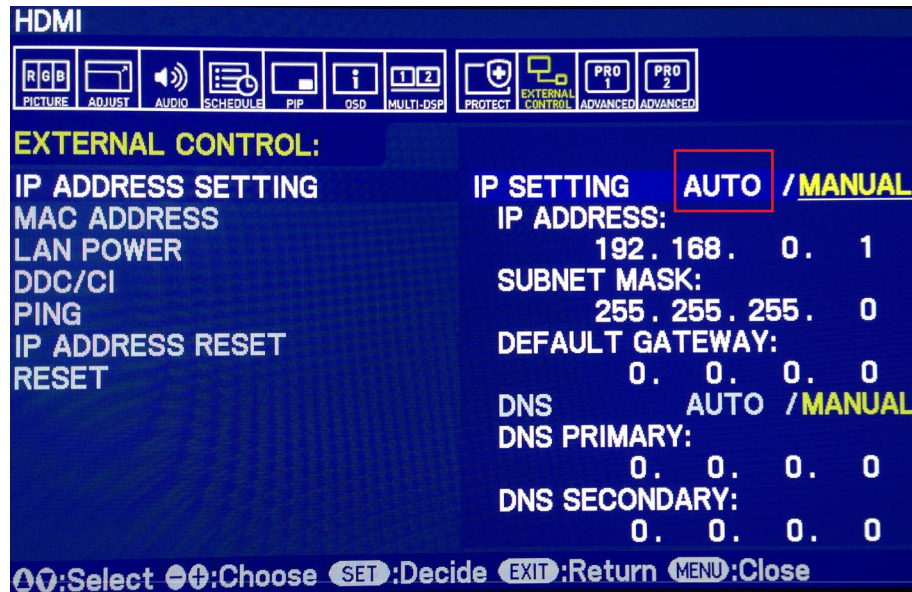 HDMI
RGB
PICTURE
ADJUST
AUDIO
SCHEDULE
PIP
i
OSD
1 2
MULTI-DSP
PROTECT
EXTERNAL
CONTROL
PRO
1
ADVANCED
PRO
2
ADVANCED
EXTERNAL CONTROL:
IP ADDRESS SETTING
MAC ADDRESS
LAN POWER
DDC/CI
PING
IP ADDRESS RESET
RESET
IP SETTING AUTO /MANUAL
IP ADDRESS:
192. 168. 0. 1
SUBNET MASK:
255. 255. 255. 0
DEFAULT GATEWAY:
0. 0. 0. 0
DNS AUTO /MANUAL
DNS PRIMARY:
0. 0. 0. 0
DNS SECONDARY:
0. 0. 0. 0
:Select :Choose SET:Decide EXIT:Return MENU:Close